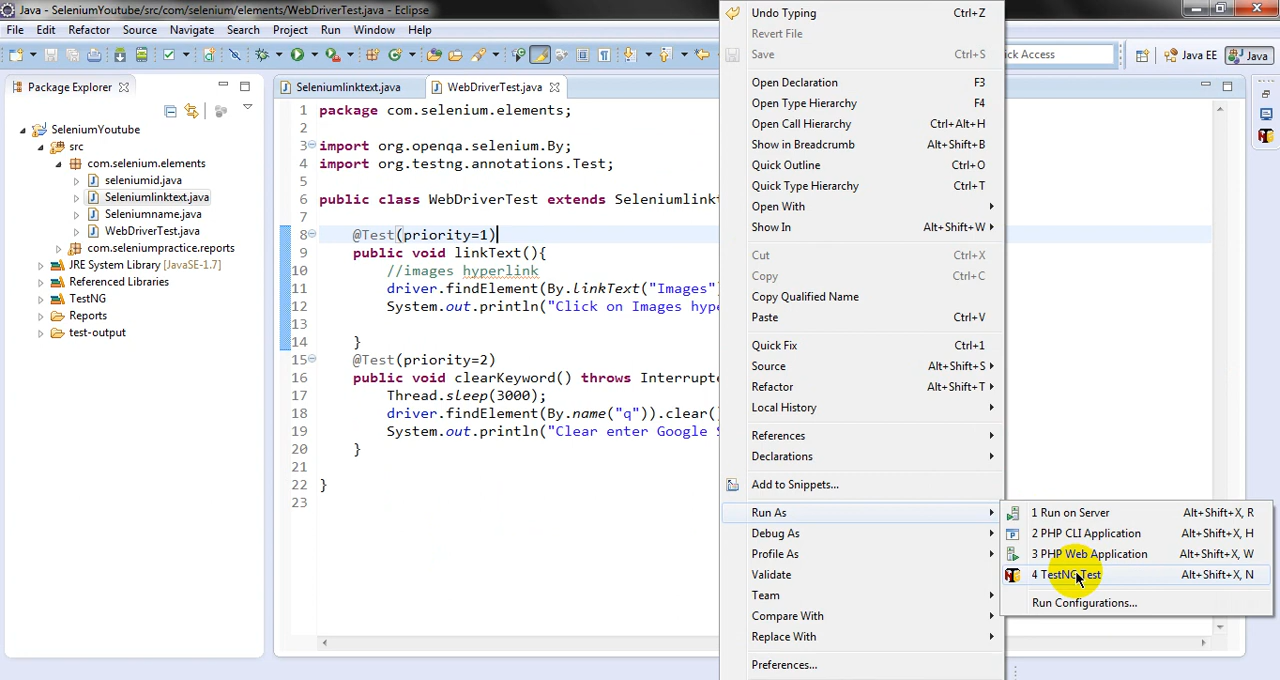 Java - SeleniumYoutube/src/com/selenium/elements/WebDriverTest.java - Eclipse
File Edit Refactor Source Navigate Search Project Run Window Help
Java EE
Java
Package Explorer
SeleniumYoutube
src
com.selenium.elements
seleniumid.java
Seleniumlinktext.java
Seleniumname.java
WebDriverTest.java
com.seleniumpractice.reports
JRE System Library [JavaSE-1.7]
Referenced Libraries
TestNG
Reports
test-output
Seleniumlinktext.java WebDriverTest.java
1 package com.selenium.elements;
2
3 import org.openqa.selenium.By;
4 import org.testng.annotations.Test;
5
6 public class WebDriverTest extends Seleniumlinkt
7
8 @Test(priority=1)
9 public void linkText(){
10 //images hyperlink
11 driver.findElement(By.linkText("Images")
12 System.out.println("Click on Images hype
13
14 }
15 @Test(priority=2)
16 public void clearKeyword() throws Interrupte
17 Thread.sleep(3000);
18 driver.findElement(By.name("q")).clear()
19 System.out.println("Clear enter Google S
20 }
21
22 }
23
Undo Typing Ctrl+Z
Revert File
Save Ctrl+S
Open Declaration F3
Open Type Hierarchy F4
Open Call Hierarchy Ctrl+Alt+H
Show in Breadcrumb Alt+Shift+B
Quick Outline Ctrl+O
Quick Type Hierarchy Ctrl+T
Open With
Show In Alt+Shift+W
Cut Ctrl+X
Copy Ctrl+C
Copy Qualified Name
Paste Ctrl+V
Quick Fix Ctrl+1
Source Alt+Shift+S
Refactor Alt+Shift+T
Local History
References
Declarations
Add to Snippets...
Run As
Debug As
Profile As
Validate
Team
Compare With
Replace With
Preferences...
1 Run on Server Alt+Shift+X, R
2 PHP CLI Application Alt+Shift+X, H
3 PHP Web Application Alt+Shift+X, W
4 TestNG Test Alt+Shift+X, N
Run Configurations...